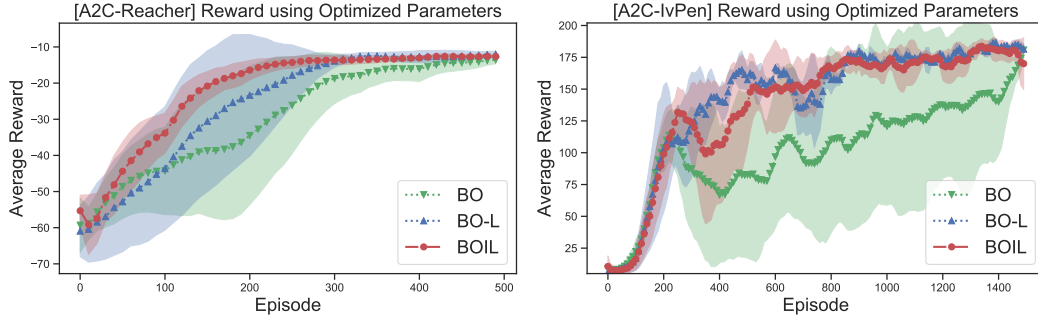 [A2C-Reacher] Reward using Optimized Parameters
−10
−20
−30
−40
−50
−60
−70
Average Reward
0
100
200
300
400
500
Episode
BO
BO-L
BOIL
[A2C-IvPen] Reward using Optimized Parameters
200
175
150
125
100
75
50
25
Average Reward
0
200
400
600
800
1000
1200
1400
Episode
BO
BO-L
BOIL